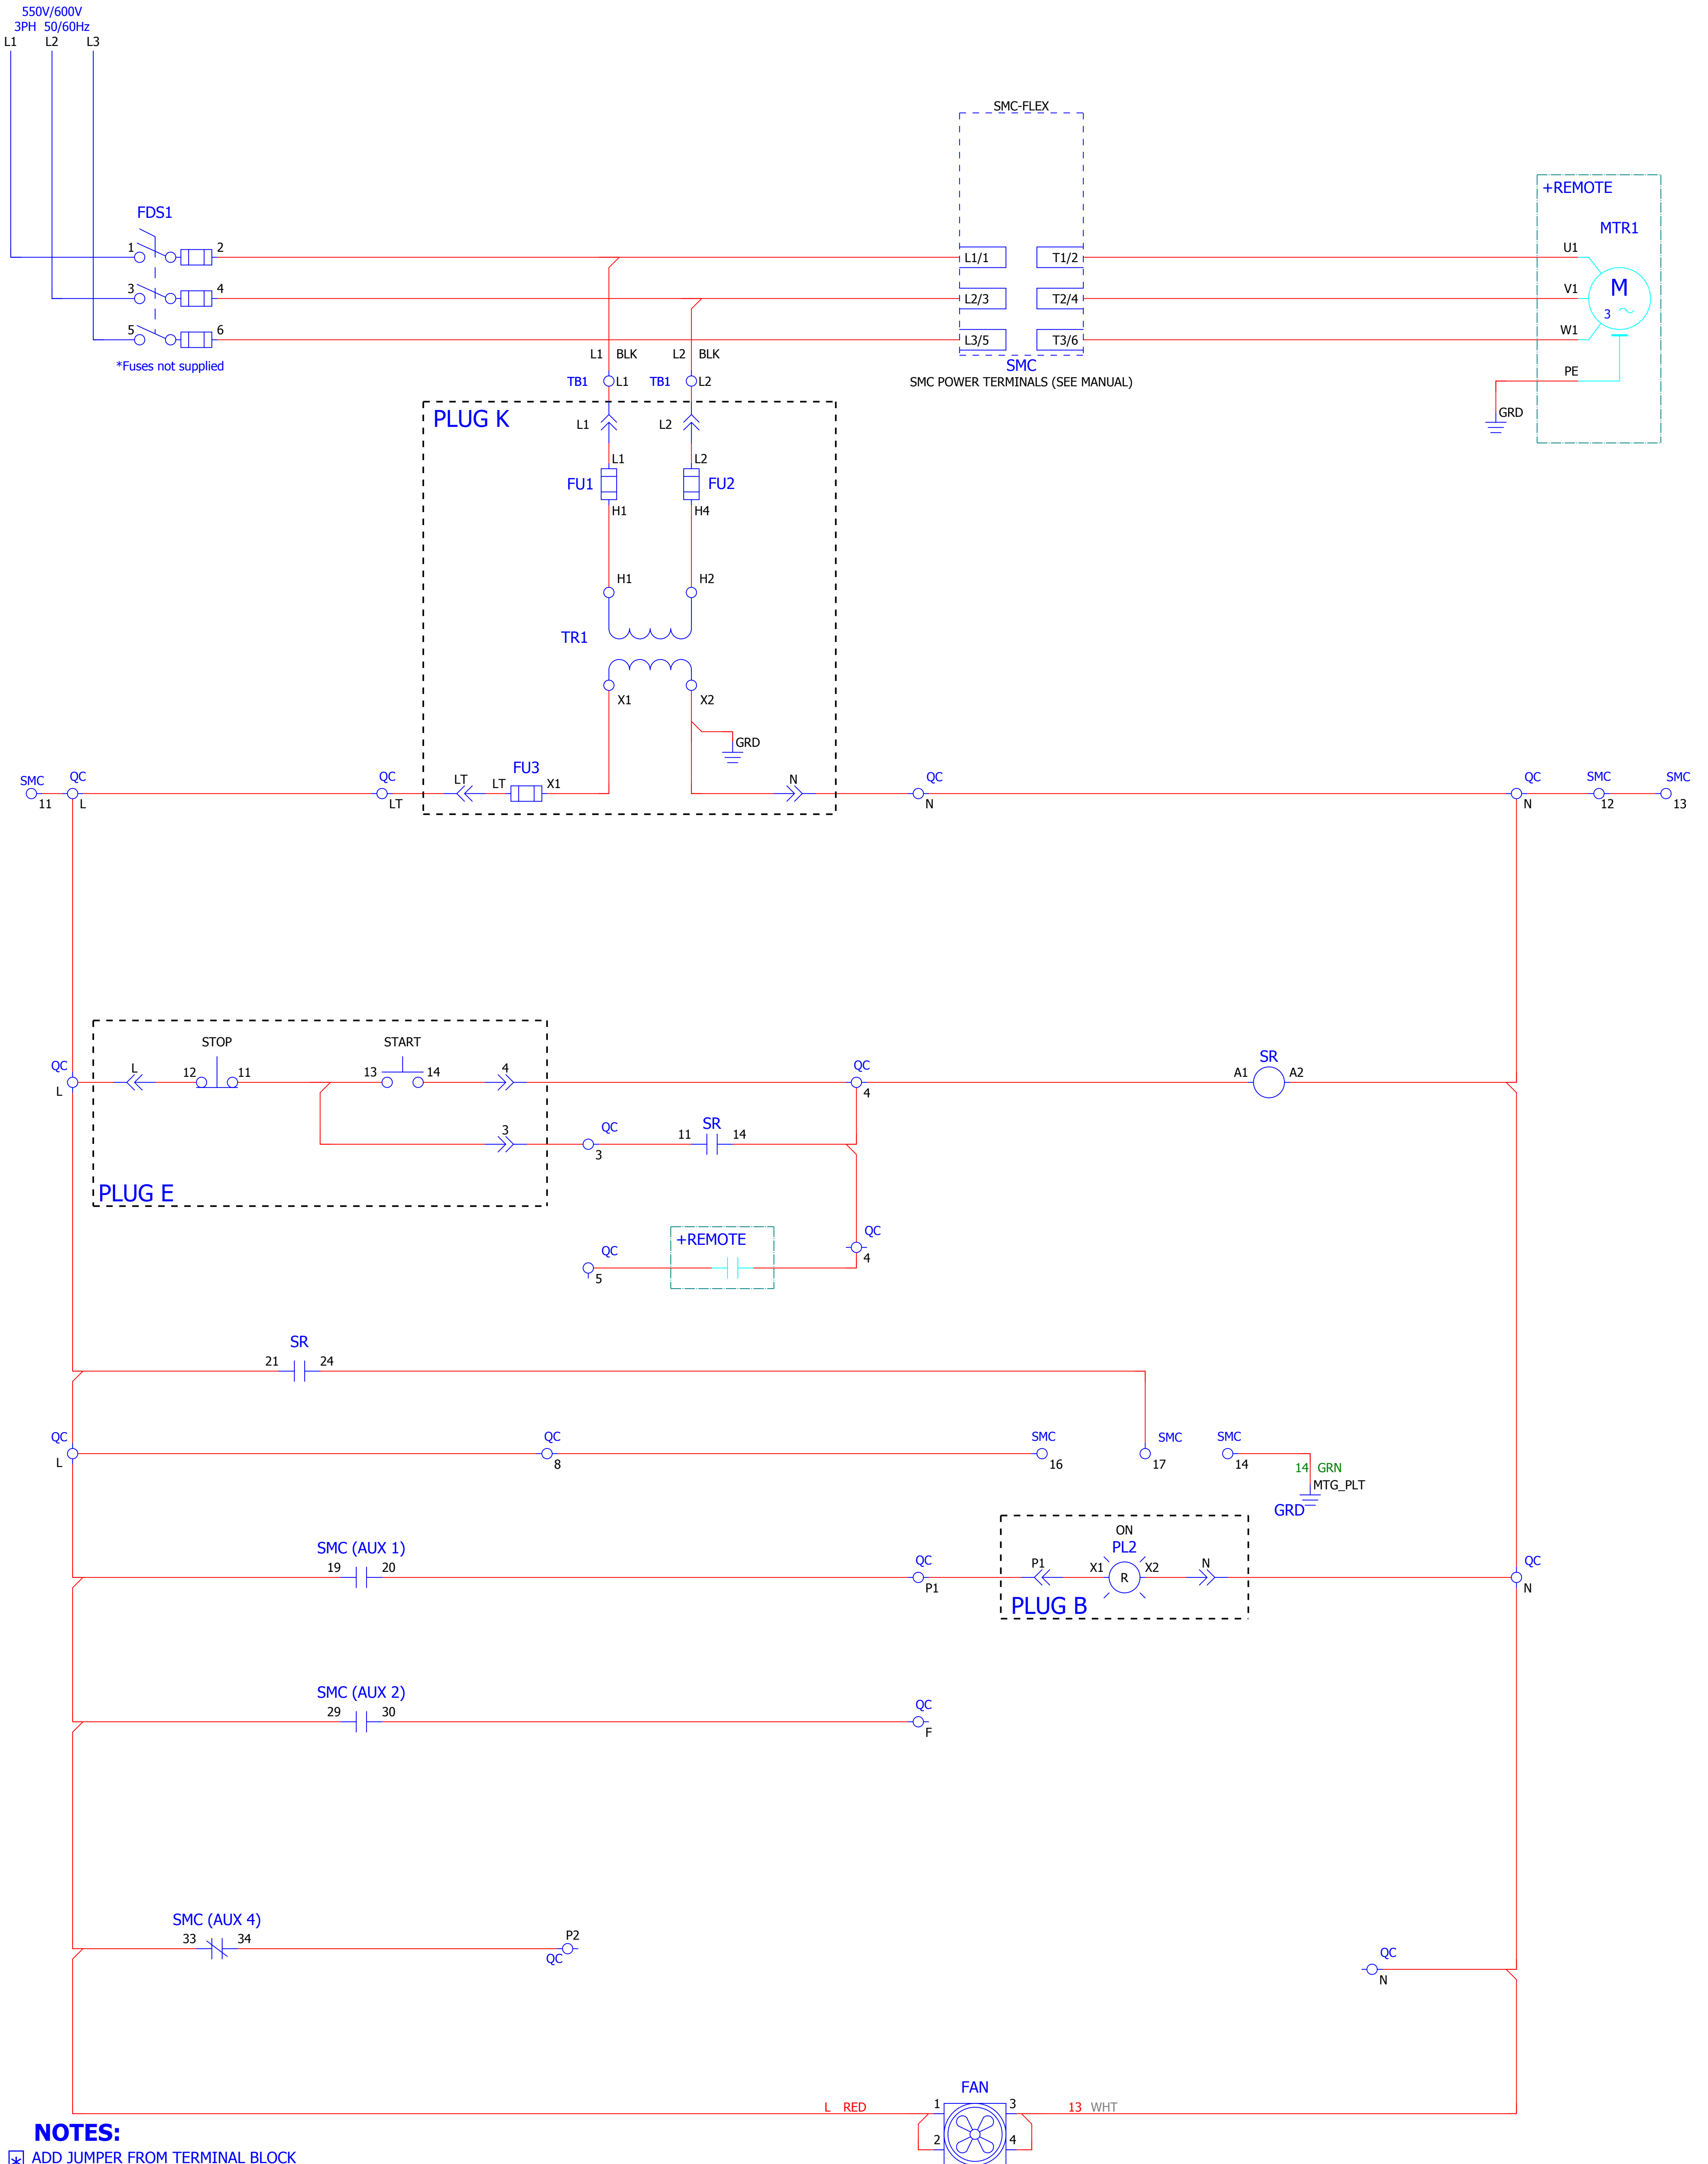 550V/600V
3PH 50/60Hz
L1 L2 L3
SMC-FLEX
+REMOTE
MTR1
FDS1
1 2 L1/1 T1/2 U1
3 4 L2/3 T2/4 V1 M
3
5 6 L3/5 T3/6 W1
*Fuses not supplied
L1 BLK L2 BLK
SMC
SMC POWER TERMINALS (SEE MANUAL)
PE
TB1 L1 TB1 L2
GRD
PLUG K
L1 L2
L1 L2
FU1 FU2
H1 H4
H1 H2
TR1
X1 X2
GRD
SMC QC QC LT LT FU3 X1 N QC QC SMC SMC
11 L LT N N 12 13
STOP START
QC L 12 11 13 14 4 QC SR
L 4 A1 A2
3 QC 11 SR 14
3
PLUG E
QC +REMOTE QC
5 4
SR
21 24
QC QC SMC SMC SMC
L 8 16 17 14
14 GRN
MTG_PLT
GRD
SMC (AUX 1)
19 20
ON
PL2
QC P1 X1 R X2 N QC
P1 N
PLUG B
SMC (AUX 2)
29 30 QC
F
SMC (AUX 4)
33 34 P2
QC
QC
N
FAN
L RED 1 3 13 WHT
2 4
NOTES:
* ADD JUMPER FROM TERMINAL BLOCK